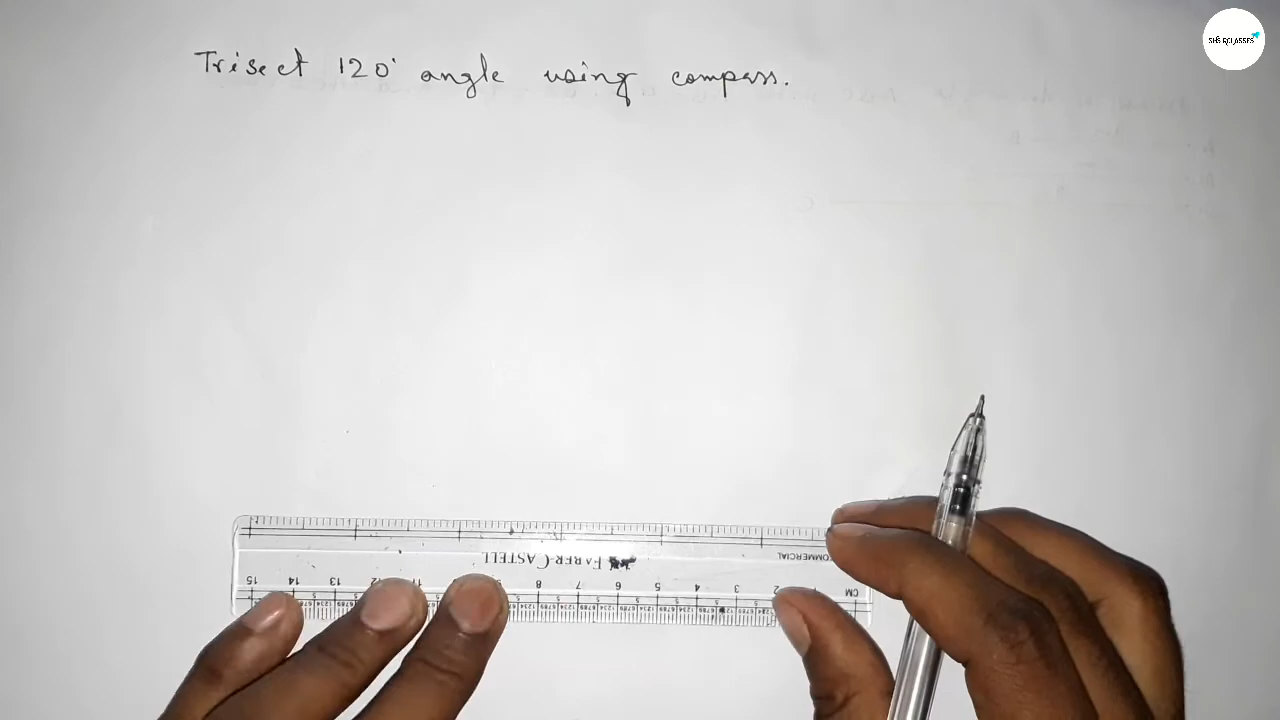 SHSRCLASSES
Trisect 120° angle using compass.
COMMERCIAL
FABER-CASTELL
15 14 13 12 11 8 7 6 5 4 3 2 CM